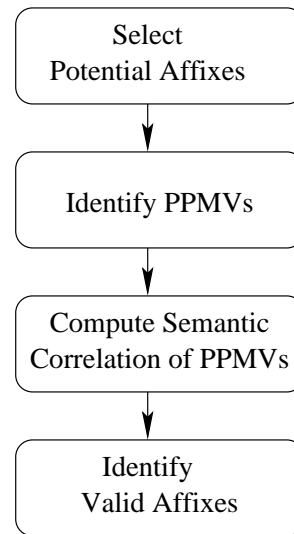 Select
Potential Affixes
Identify PPMVs
Compute Semantic
Correlation of PPMVs
Identify
Valid Affixes